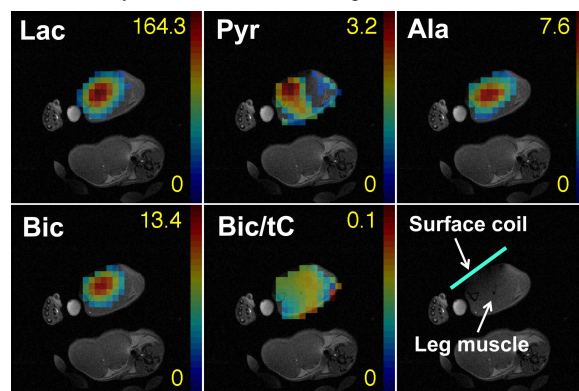 Lac 164.3
0
Pyr 3.2
0
Ala 7.6
0
Bic 13.4
0
Bic/tC 0.1
0
Surface coil
Leg muscle